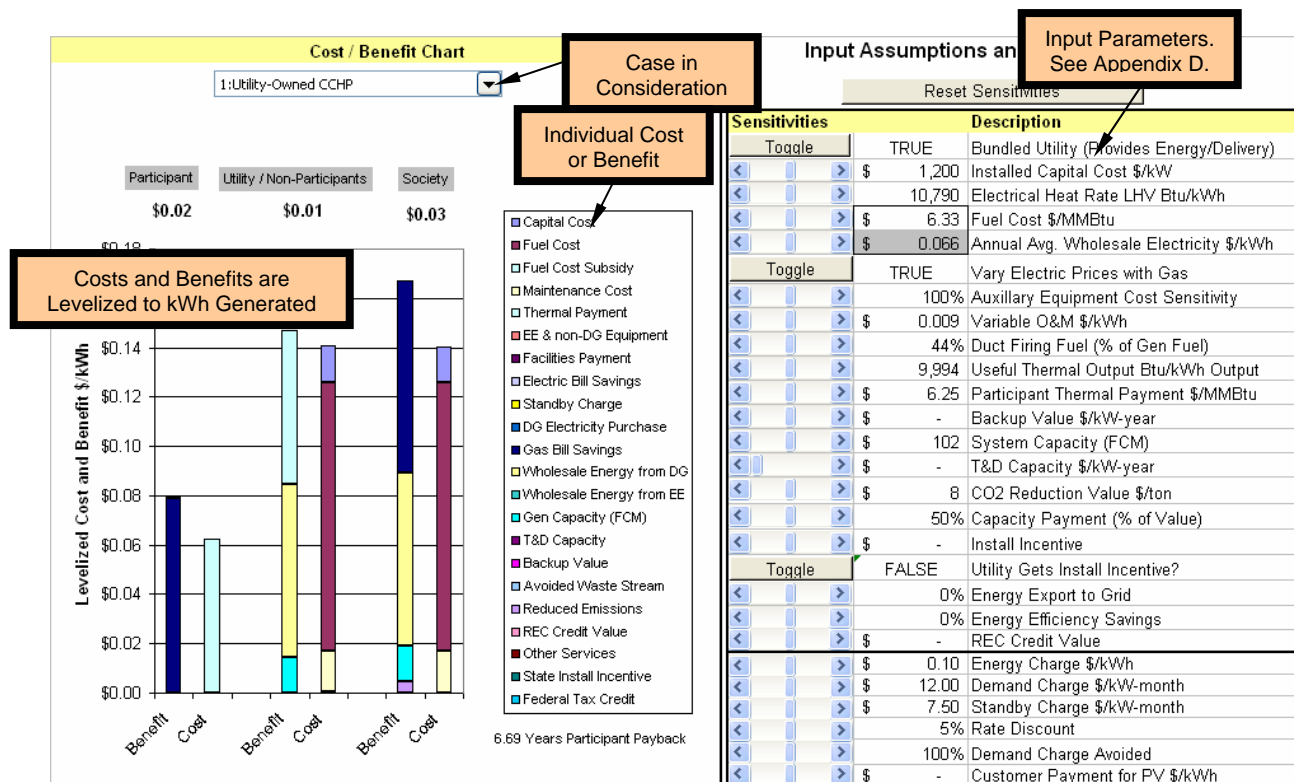 Cost / Benefit Chart
1:Utility-Owned CCHP
Case in
Consideration
Individual Cost
or Benefit
Participant
Utility / Non-Participants
Society
$0.02
$0.01
$0.03
Costs and Benefits are
Levelized to kWh Generated
Levelized Cost and Benefit $/kWh
$0.18
$0.14
$0.12
$0.10
$0.08
$0.06
$0.04
$0.02
$0.00
Benefit
Cost
Benefit
Cost
Benefit
Cost
Capital Cost
Fuel Cost
Fuel Cost Subsidy
Maintenance Cost
Thermal Payment
EE & non-DG Equipment
Facilities Payment
Electric Bill Savings
Standby Charge
DG Electricity Purchase
Gas Bill Savings
Wholesale Energy from DG
Wholesale Energy from EE
Gen Capacity (FCM)
T&D Capacity
Backup Value
Avoided Waste Stream
Reduced Emissions
REC Credit Value
Other Services
State Install Incentive
Federal Tax Credit
6.69 Years Participant Payback
Input Assumptions an
Input Parameters.
See Appendix D.
Reset Sensitivities
Sensitivities Description
Toggle TRUE Bundled Utility (Provides Energy/Delivery)
$ 1,200 Installed Capital Cost $/kW
10,790 Electrical Heat Rate LHV Btu/kWh
$ 6.33 Fuel Cost $/MMBtu
$ 0.066 Annual Avg. Wholesale Electricity $/kWh
Toggle TRUE Vary Electric Prices with Gas
100% Auxillary Equipment Cost Sensitivity
$ 0.009 Variable O&M $/kWh
44% Duct Firing Fuel (% of Gen Fuel)
9,994 Useful Thermal Output Btu/kWh Output
$ 6.25 Participant Thermal Payment $/MMBtu
$ - Backup Value $/kW-year
$ 102 System Capacity (FCM)
$ - T&D Capacity $/kW-year
$ 8 CO2 Reduction Value $/ton
50% Capacity Payment (% of Value)
$ - Install Incentive
Toggle FALSE Utility Gets Install Incentive?
0% Energy Export to Grid
0% Energy Efficiency Savings
$ - REC Credit Value
$ 0.10 Energy Charge $/kWh
$ 12.00 Demand Charge $/kW-month
$ 7.50 Standby Charge $/kW-month
5% Rate Discount
100% Demand Charge Avoided
$ - Customer Payment for PV $/kWh